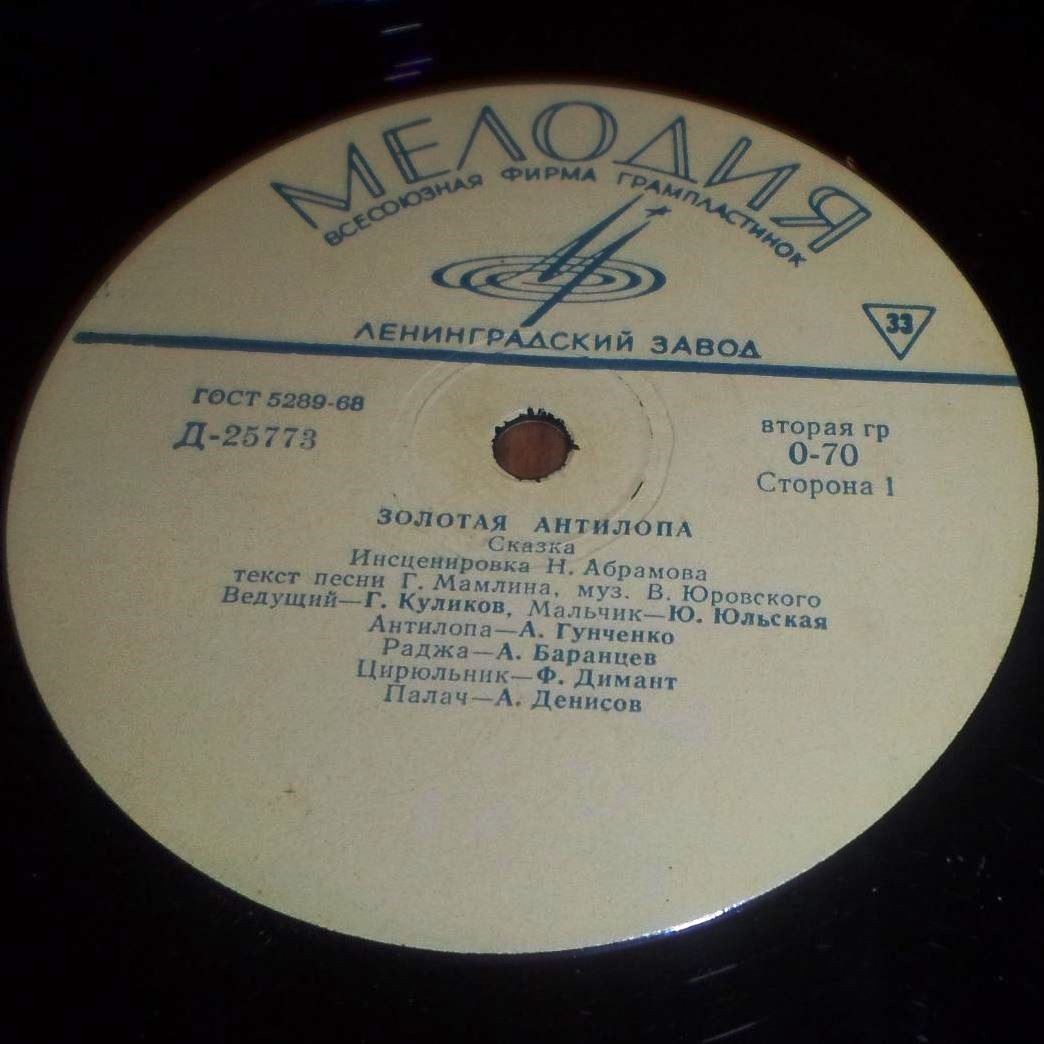 МЕЛОДИЯ
ВСЕСОЮЗНАЯ ФИРМА ГРАМПЛАСТИНОК
ЛЕНИНГРАДСКИЙ ЗАВОД
33
ГОСТ 5289-68
Д-25773
вторая гр
0-70
Сторона 1
ЗОЛОТАЯ АНТИЛОПА
Сказка
Инсценировка Н. Абрамова
текст песни Г. Мамлина, муз. В. Юровского
Ведущий—Г. Куликов, Мальчик—Ю. Юльская
Антилопа—А. Гунченко
Раджа—А. Баранцев
Цирюльник—Ф. Димант
Палач—А. Денисов